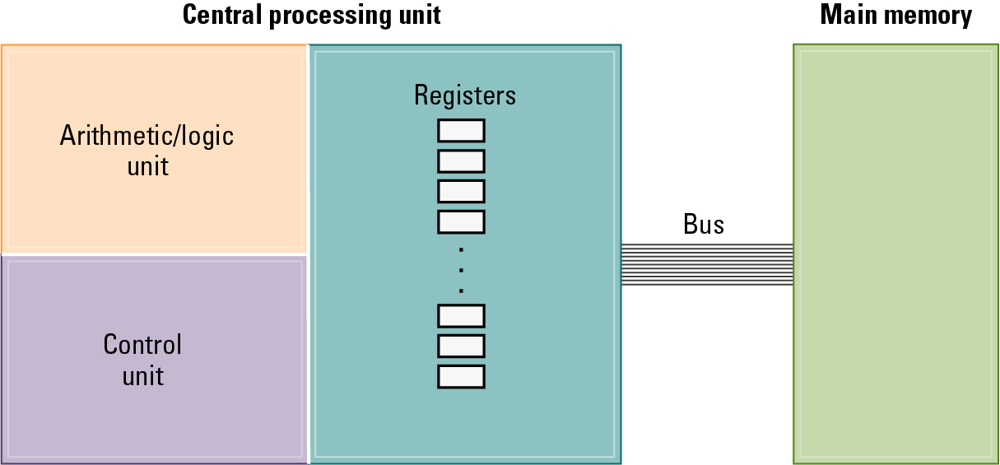 Central processing unit
Main memory
Arithmetic/logic
unit
Registers
Bus
Control
unit